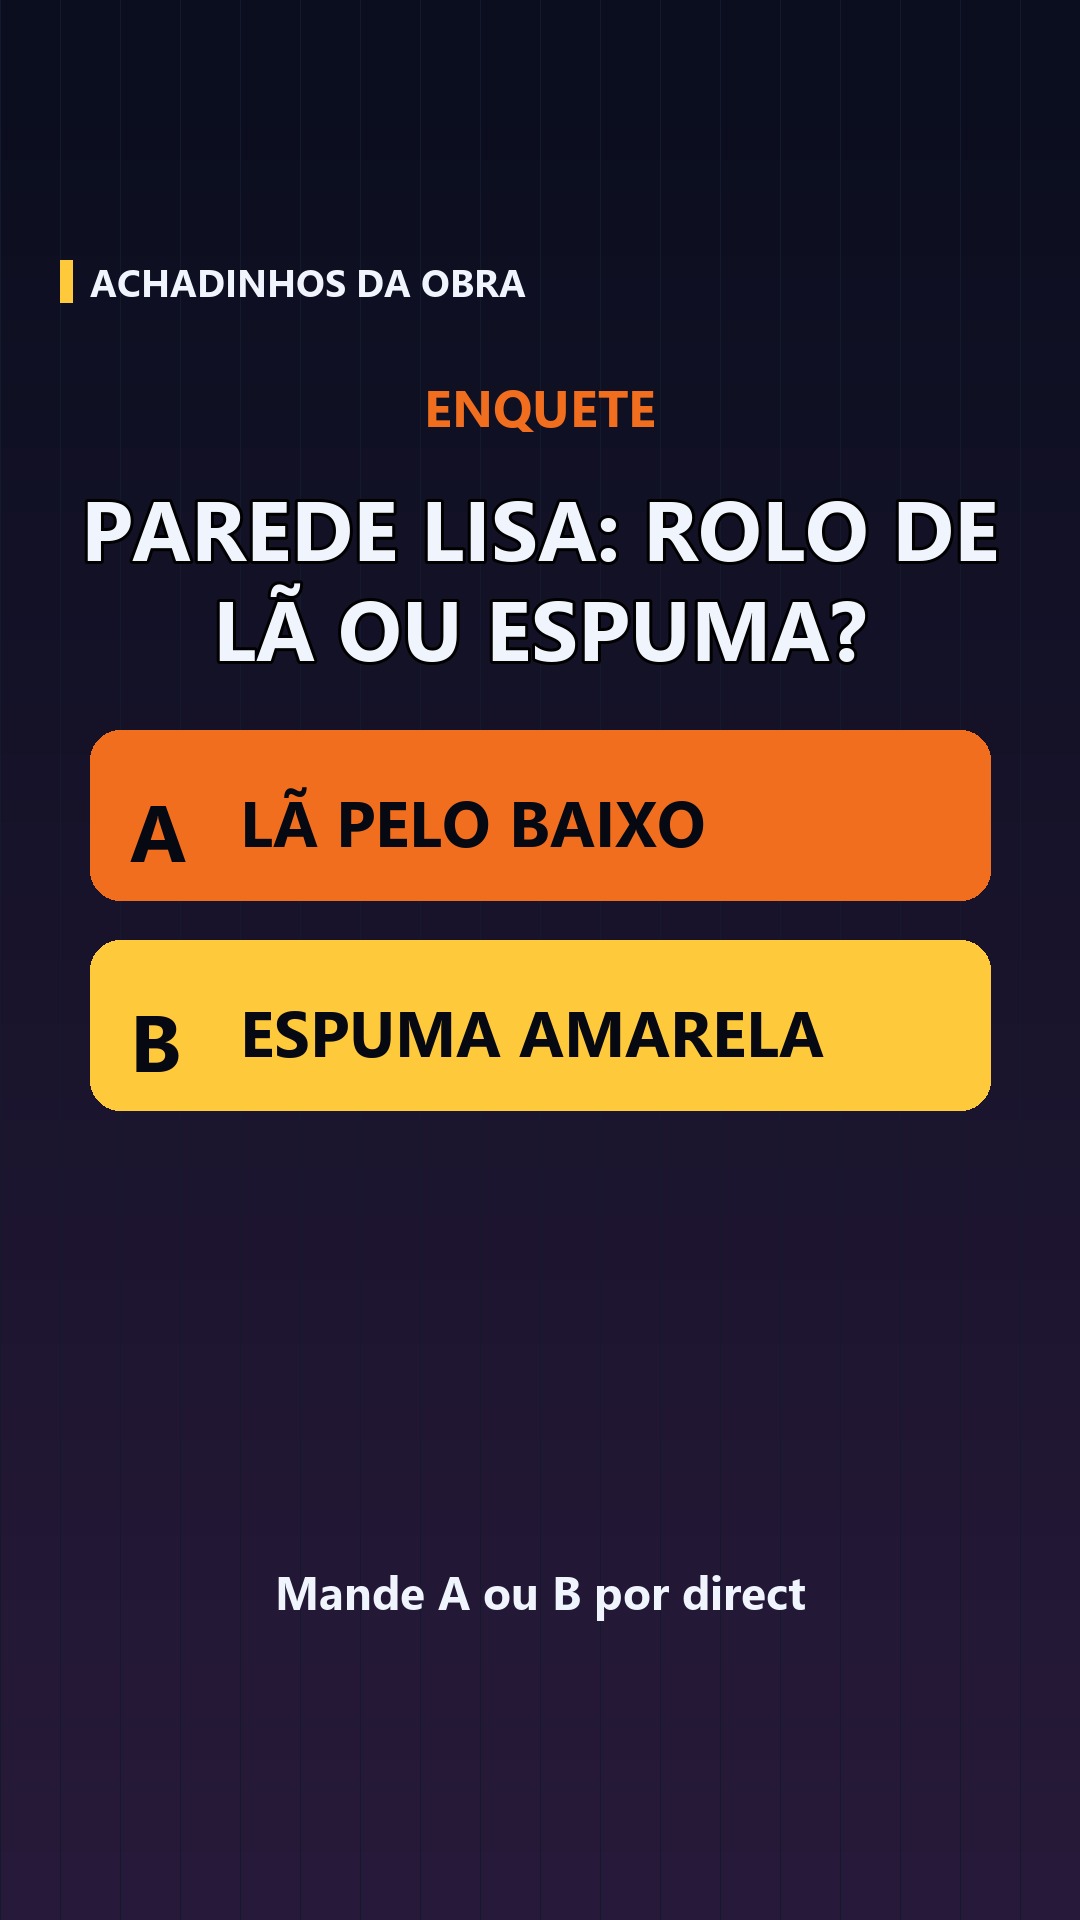 ACHADINHOS DA OBRA
ENQUETE
PAREDE LISA: ROLO DE
LÃ OU ESPUMA?
A LÃ PELO BAIXO
B ESPUMA AMARELA
Mande A ou B por direct